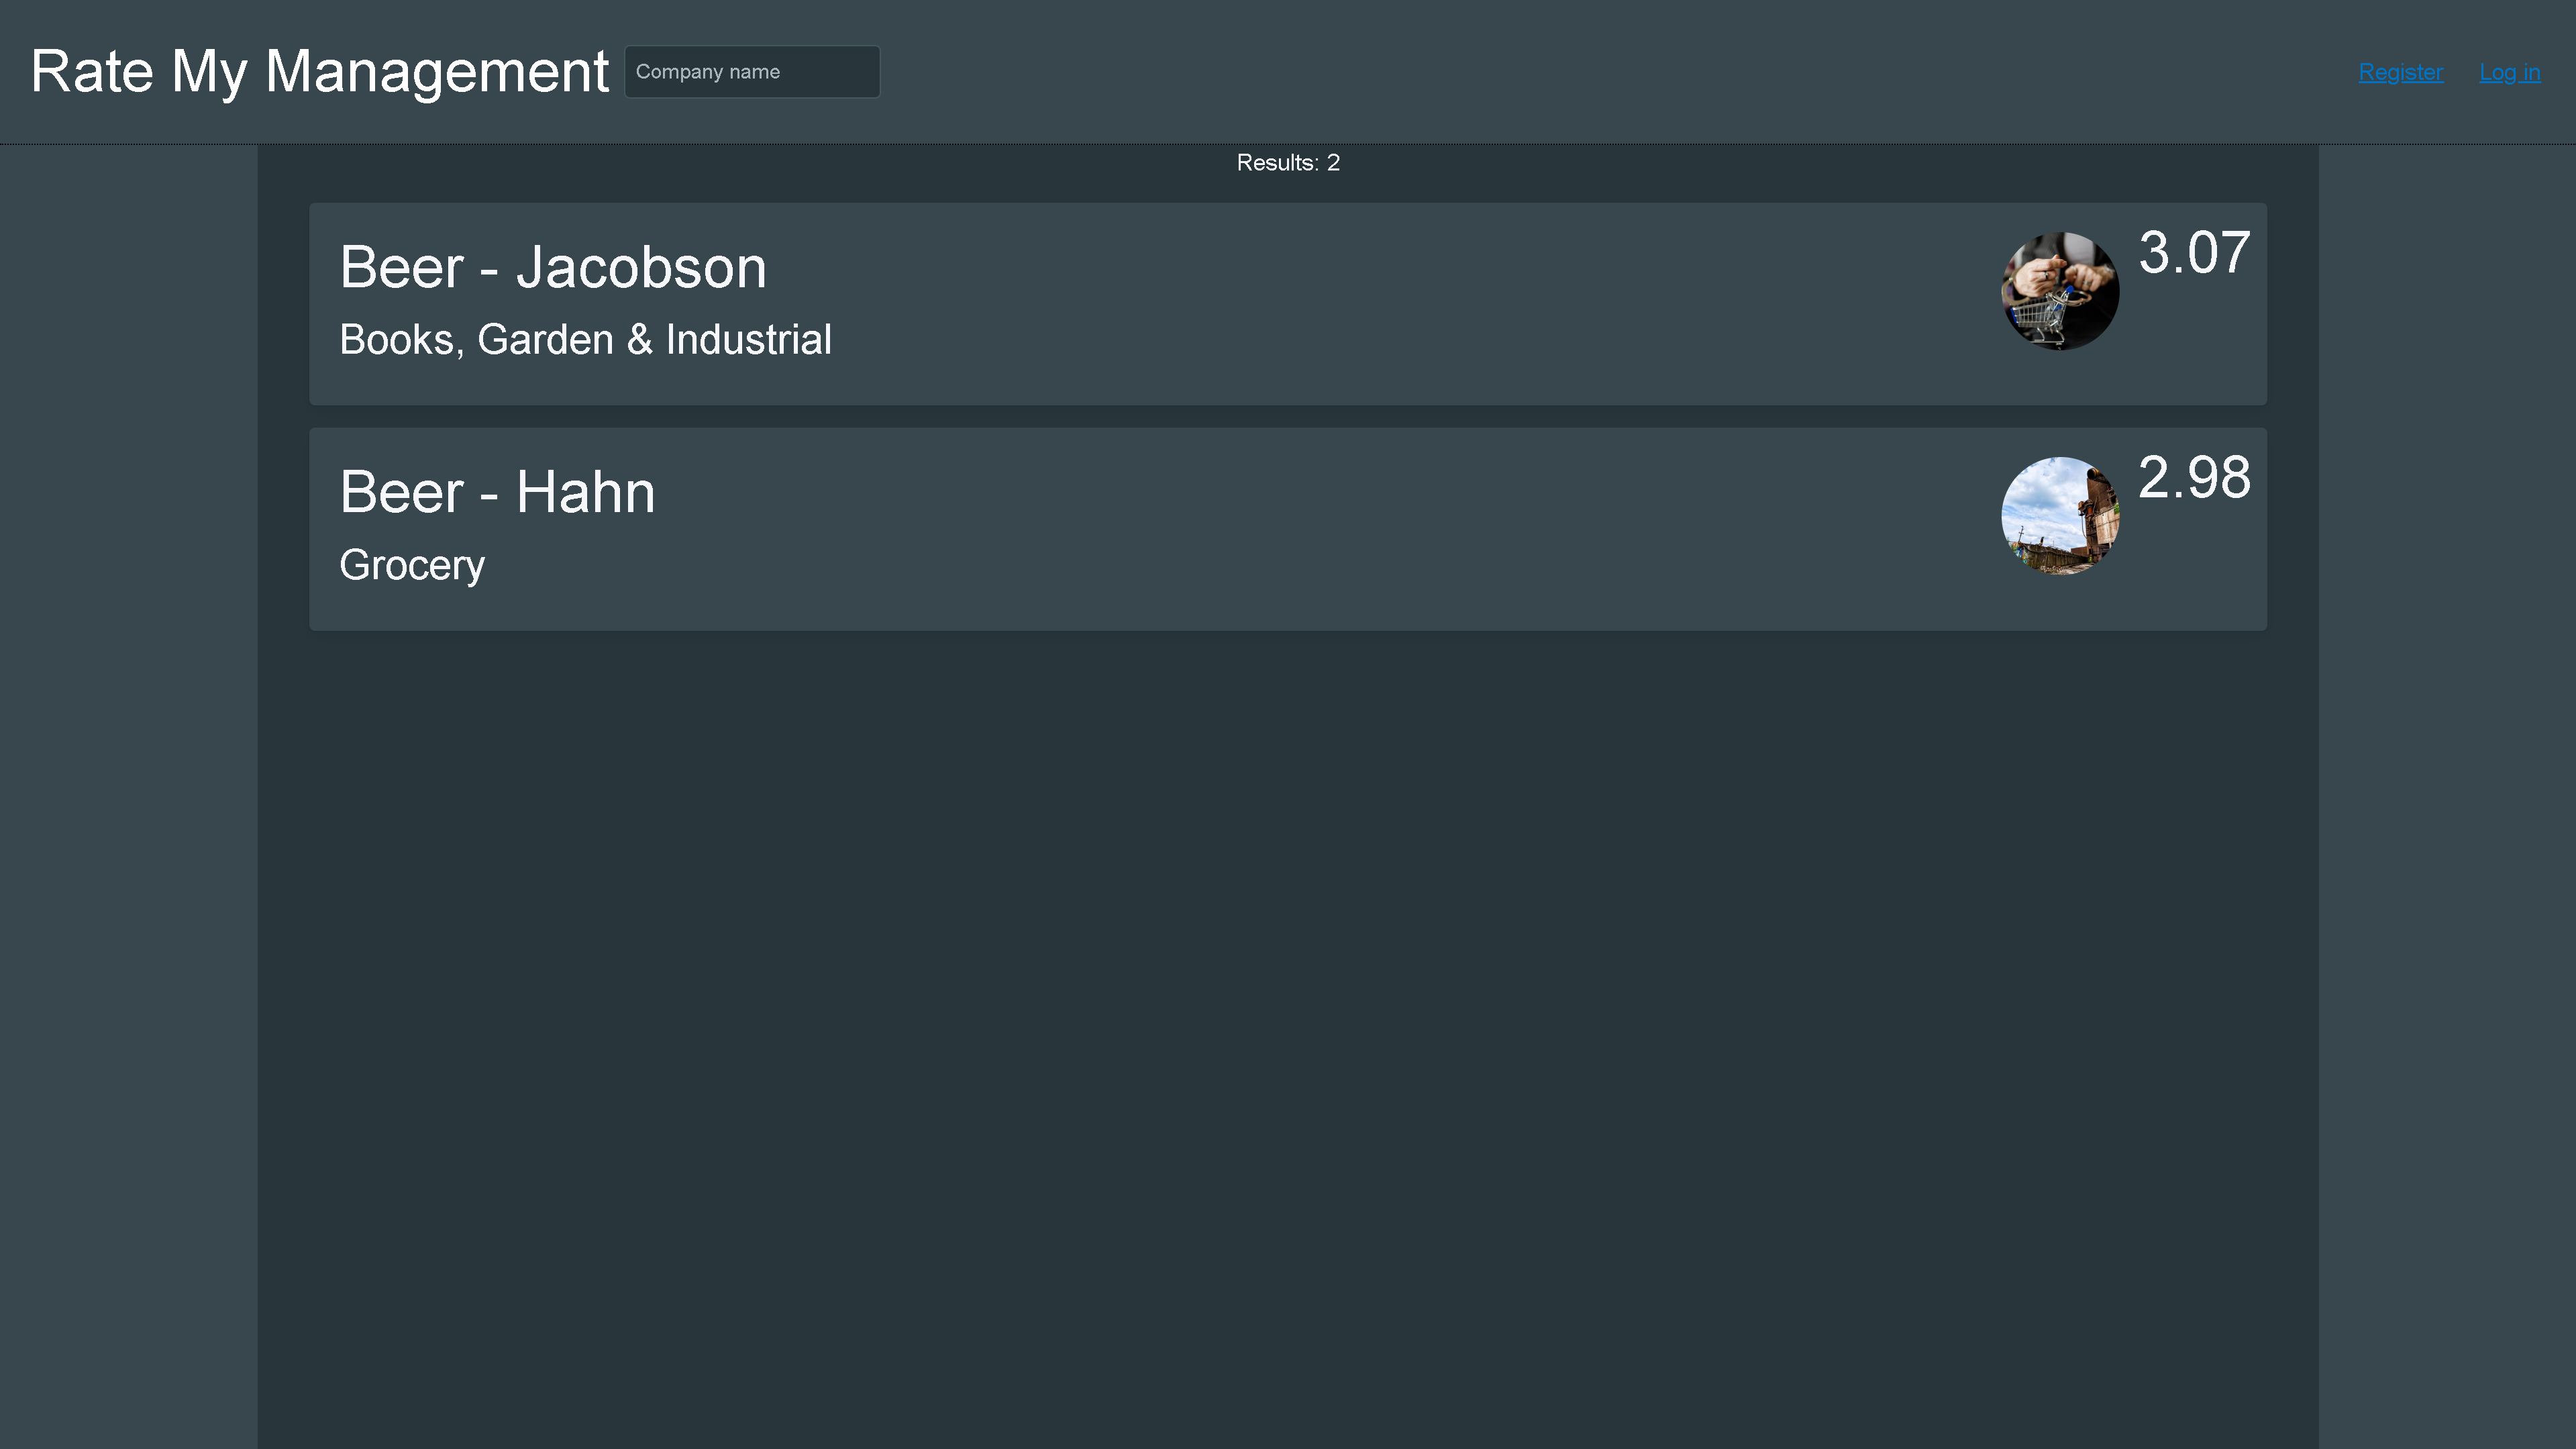 Rate My Management
Company name
Register
Log in
Results: 2
Beer - Jacobson
3.07
Books, Garden & Industrial
Beer - Hahn
2.98
Grocery